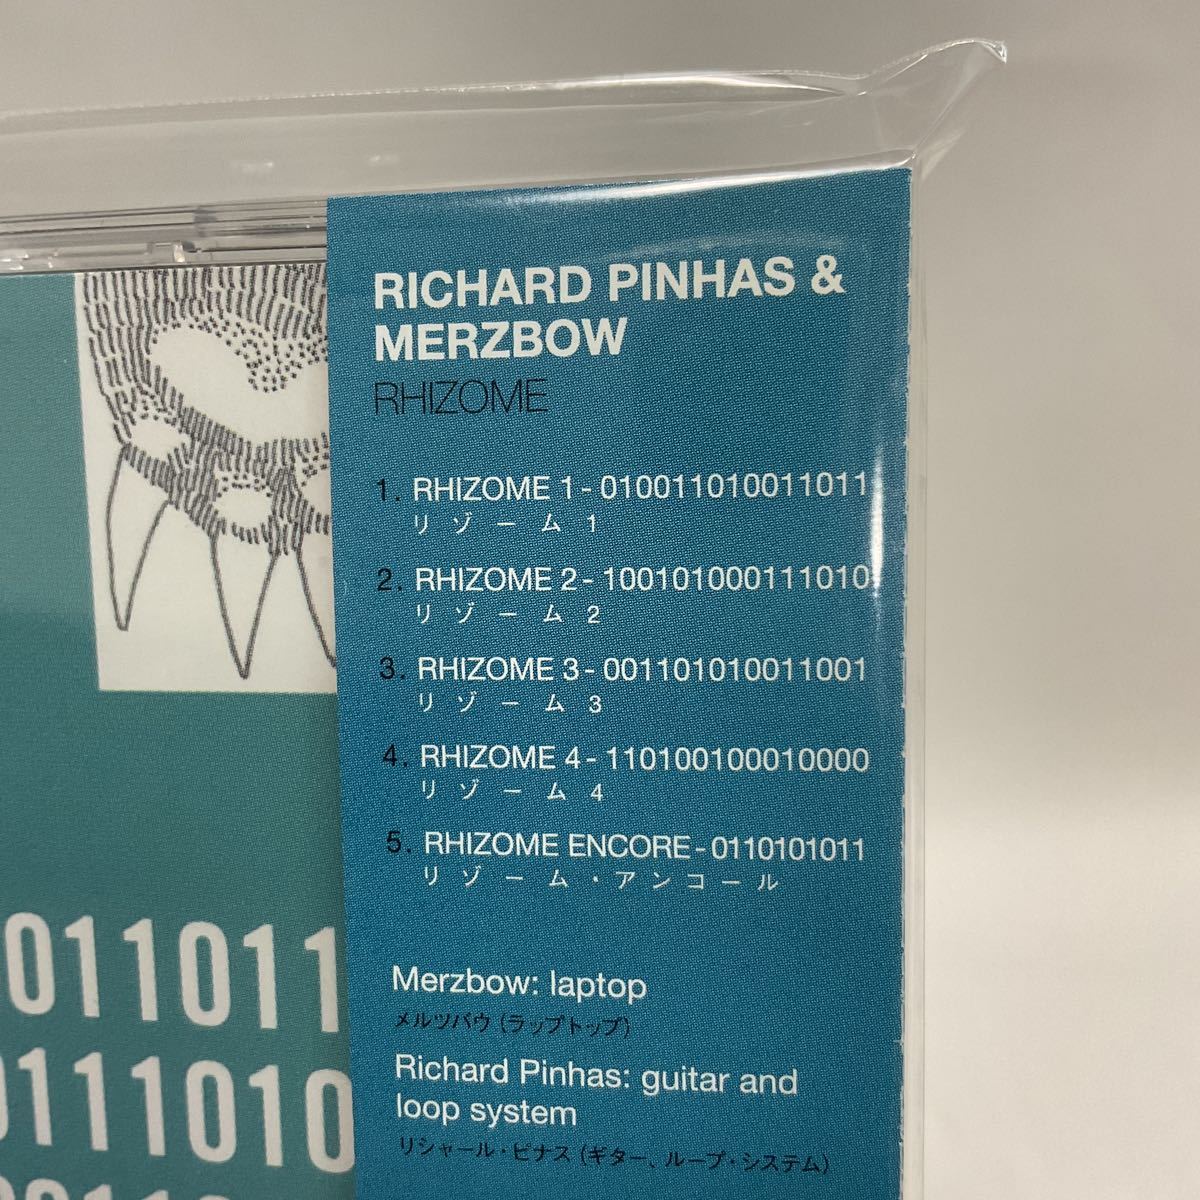 RICHARD PINHAS &
MERZBOW
RHIZOME
1. RHIZOME 1 - 010011010011011
リゾーム 1
2. RHIZOME 2 - 100101000111010
リゾーム 2
3. RHIZOME 3 - 001101010011001
リゾーム 3
4. RHIZOME 4 - 110100100010000
リゾーム 4
5. RHIZOME ENCORE - 0110101011
リゾーム・アンコール
Merzbow: laptop
メルツバウ (ラップトップ)
Richard Pinhas: guitar and
loop system
リシャール・ピナス (ギター、ループ・システム)
011011
0111010